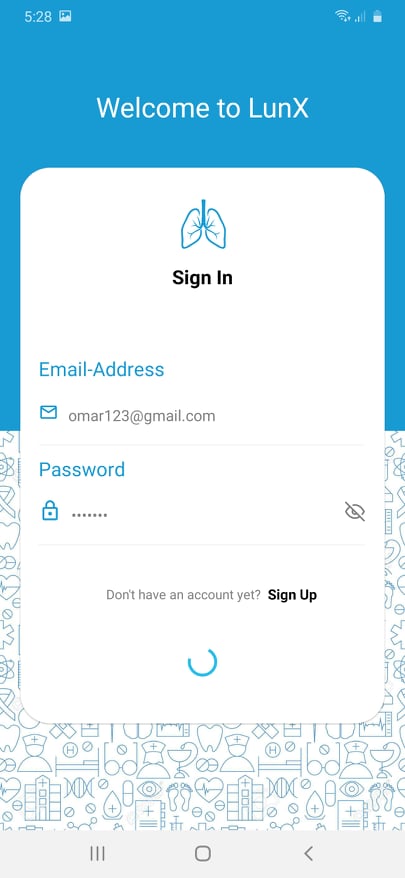 5:28
Welcome to LunX
Sign In
Email-Address
omar123@gmail.com
Password
•••••••
Don't have an account yet? Sign Up